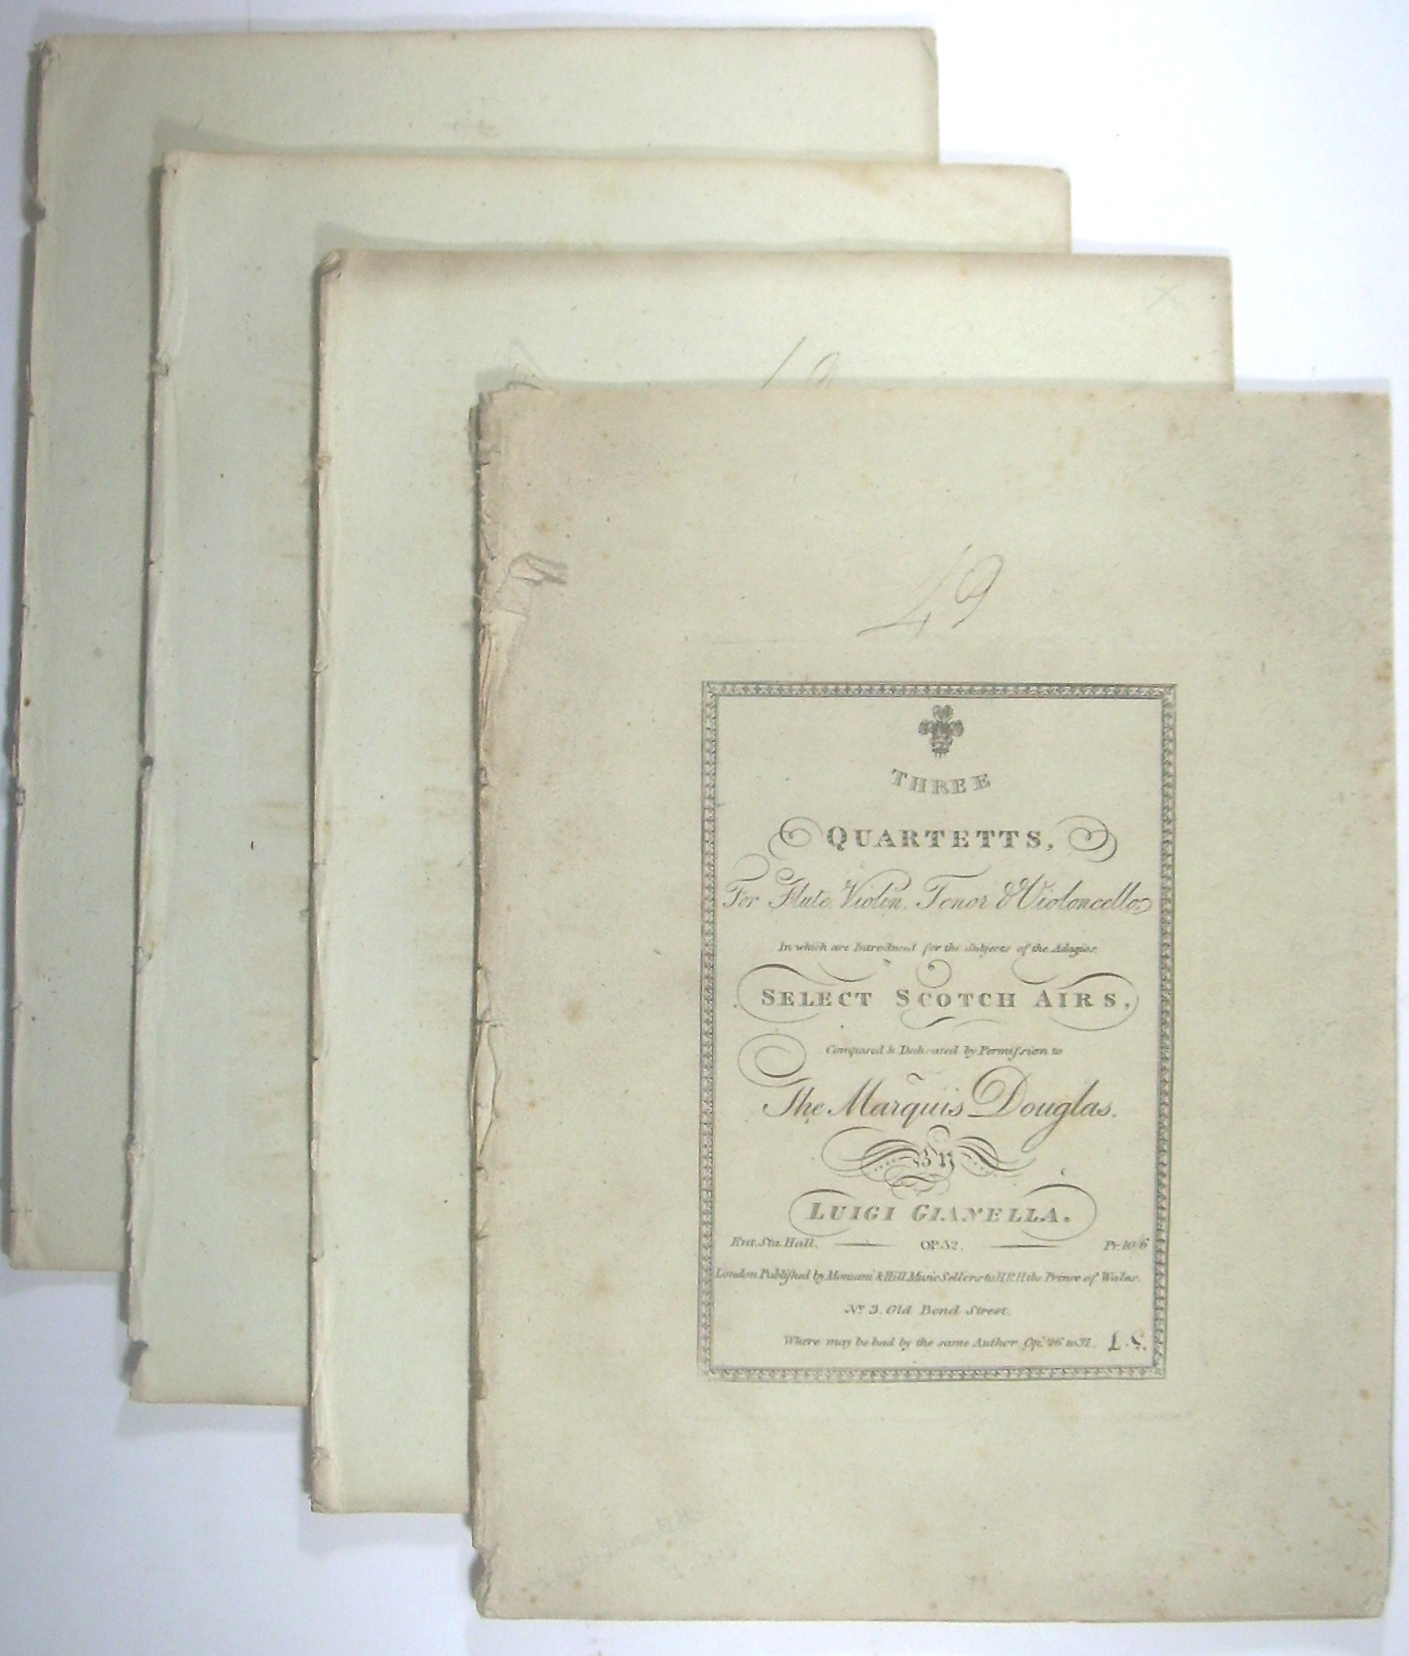 49
THREE
QUARTETTS,
For Flute, Violin, Tenor & Violoncello,
In which are Introduced for the Subjects of the Adagios
SELECT SCOTCH AIRS,
Composed & Dedicated by Permiſsion to
The Marquis Douglas.
BY
LUIGI GIANELLA.
Ent. Sta. Hall. OP. 32. Pr. 10/6
London Publiſhed by Monzani & Hill Music Sellers to H.R.H the Prince of Wales.
No. 3. Old Bond Street.
Where may be had by the same Author Op. 26 to 31.